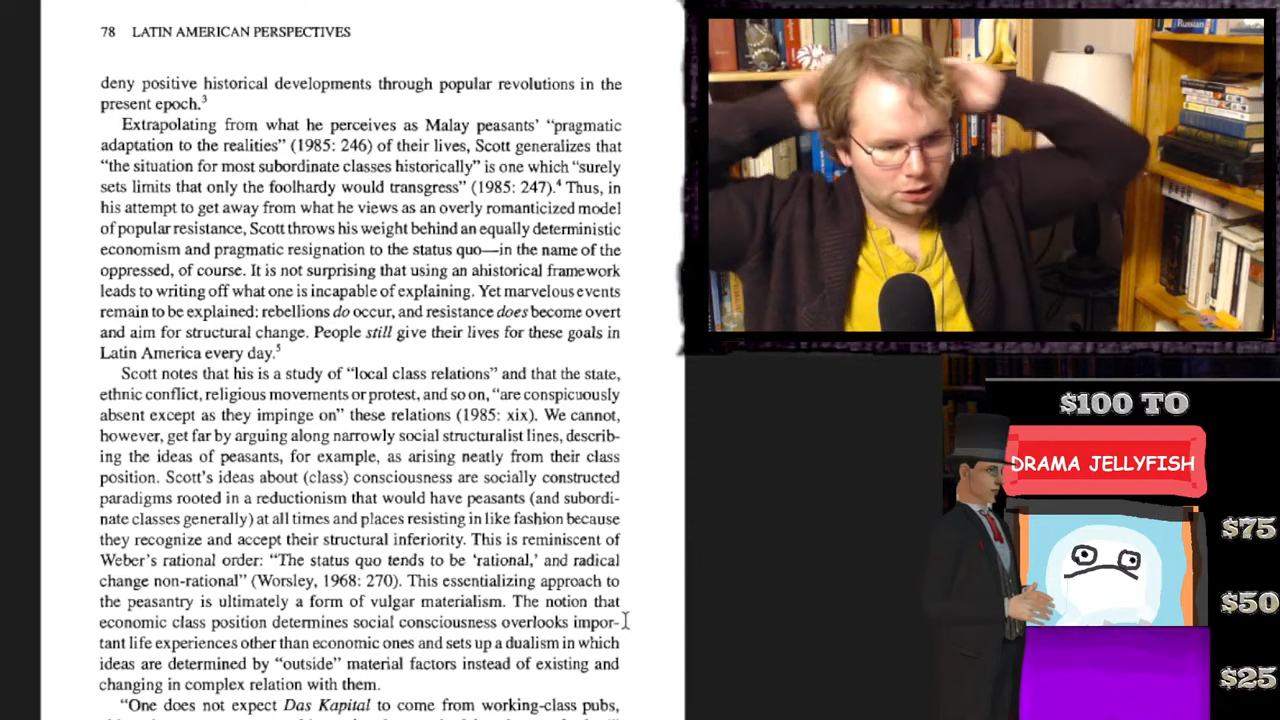 78 LATIN AMERICAN PERSPECTIVES
deny positive historical developments through popular revolutions in the
present epoch.3
Extrapolating from what he perceives as Malay peasants' “pragmatic
adaptation to the realities” (1985: 246) of their lives, Scott generalizes that
“the situation for most subordinate classes historically” is one which “surely
sets limits that only the foolhardy would transgress” (1985: 247).4 Thus, in
his attempt to get away from what he views as an overly romanticized model
of popular resistance, Scott throws his weight behind an equally deterministic
economism and pragmatic resignation to the status quo—in the name of the
oppressed, of course. It is not surprising that using an ahistorical framework
leads to writing off what one is incapable of explaining. Yet marvelous events
remain to be explained: rebellions do occur, and resistance does become overt
and aim for structural change. People still give their lives for these goals in
Latin America every day.5
Scott notes that his is a study of “local class relations” and that the state,
ethnic conflict, religious movements or protest, and so on, “are conspicuously
absent except as they impinge on” these relations (1985: xix). We cannot,
however, get far by arguing along narrowly social structuralist lines, describ-
ing the ideas of peasants, for example, as arising neatly from their class
position. Scott's ideas about (class) consciousness are socially constructed
paradigms rooted in a reductionism that would have peasants (and subordi-
nate classes generally) at all times and places resisting in like fashion because
they recognize and accept their structural inferiority. This is reminiscent of
Weber's rational order: “The status quo tends to be ‘rational,’ and radical
change non-rational” (Worsley, 1968: 270). This essentializing approach to
the peasantry is ultimately a form of vulgar materialism. The notion that
economic class position determines social consciousness overlooks impor-
tant life experiences other than economic ones and sets up a dualism in which
ideas are determined by “outside” material factors instead of existing and
changing in complex relation with them.
“One does not expect Das Kapital to come from working-class pubs,
Russian
$100 TO
DRAMA JELLYFISH
$75
$50
$25